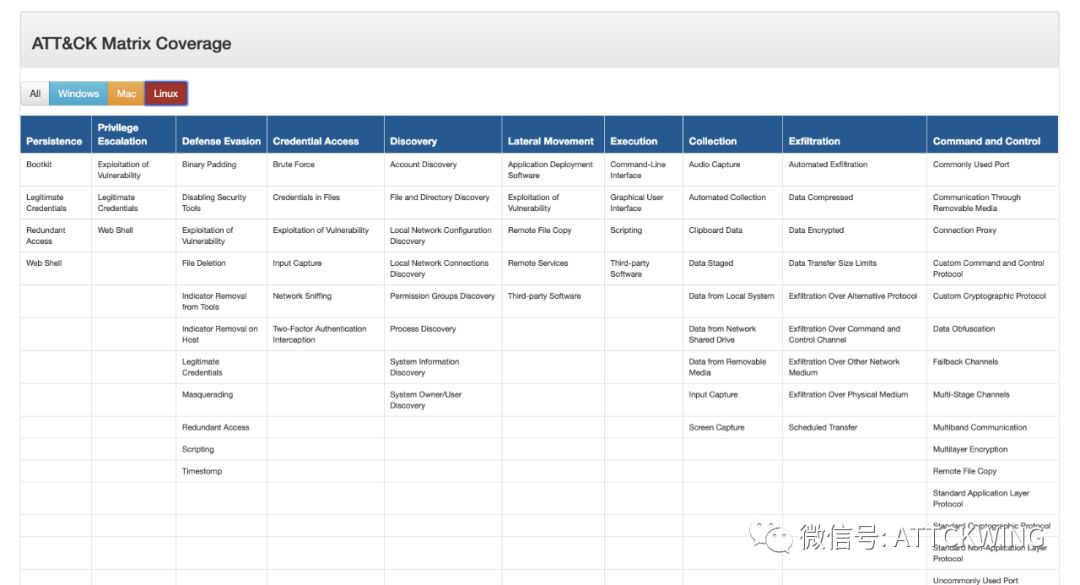 ATT&CK Matrix Coverage
All Windows Mac Linux
Persistence Privilege Escalation Defense Evasion Credential Access Discovery Lateral Movement Execution Collection Exfiltration Command and Control
Bootkit Exploitation of Vulnerability Binary Padding Brute Force Account Discovery Application Deployment Software Command-Line Interface Audio Capture Automated Exfiltration Commonly Used Port
Legitimate Credentials Legitimate Credentials Disabling Security Tools Credentials in Files File and Directory Discovery Exploitation of Vulnerability Graphical User Interface Automated Collection Data Compressed Communication Through Removable Media
Redundant Access Web Shell Exploitation of Vulnerability Exploitation of Vulnerability Local Network Configuration Discovery Remote File Copy Scripting Clipboard Data Data Encrypted Connection Proxy
Web Shell File Deletion Input Capture Local Network Connections Discovery Remote Services Third-party Software Data Staged Data Transfer Size Limits Custom Command and Control Protocol
Indicator Removal from Tools Network Sniffing Permission Groups Discovery Third-party Software Data from Local System Exfiltration Over Alternative Protocol Custom Cryptographic Protocol
Indicator Removal on Host Two-Factor Authentication Interception Process Discovery Data from Network Shared Drive Exfiltration Over Command and Control Channel Data Obfuscation
Legitimate Credentials System Information Discovery Data from Removable Media Exfiltration Over Other Network Medium Fallback Channels
Masquerading System Owner/User Discovery Input Capture Exfiltration Over Physical Medium Multi-Stage Channels
Redundant Access Screen Capture Scheduled Transfer Multiband Communication
Scripting Multilayer Encryption
Timestomp Remote File Copy
Standard Application Layer Protocol
Standard Cryptographic Protocol
Standard Non-Application Layer Protocol
Uncommonly Used Port
微信号: ATTCKWING